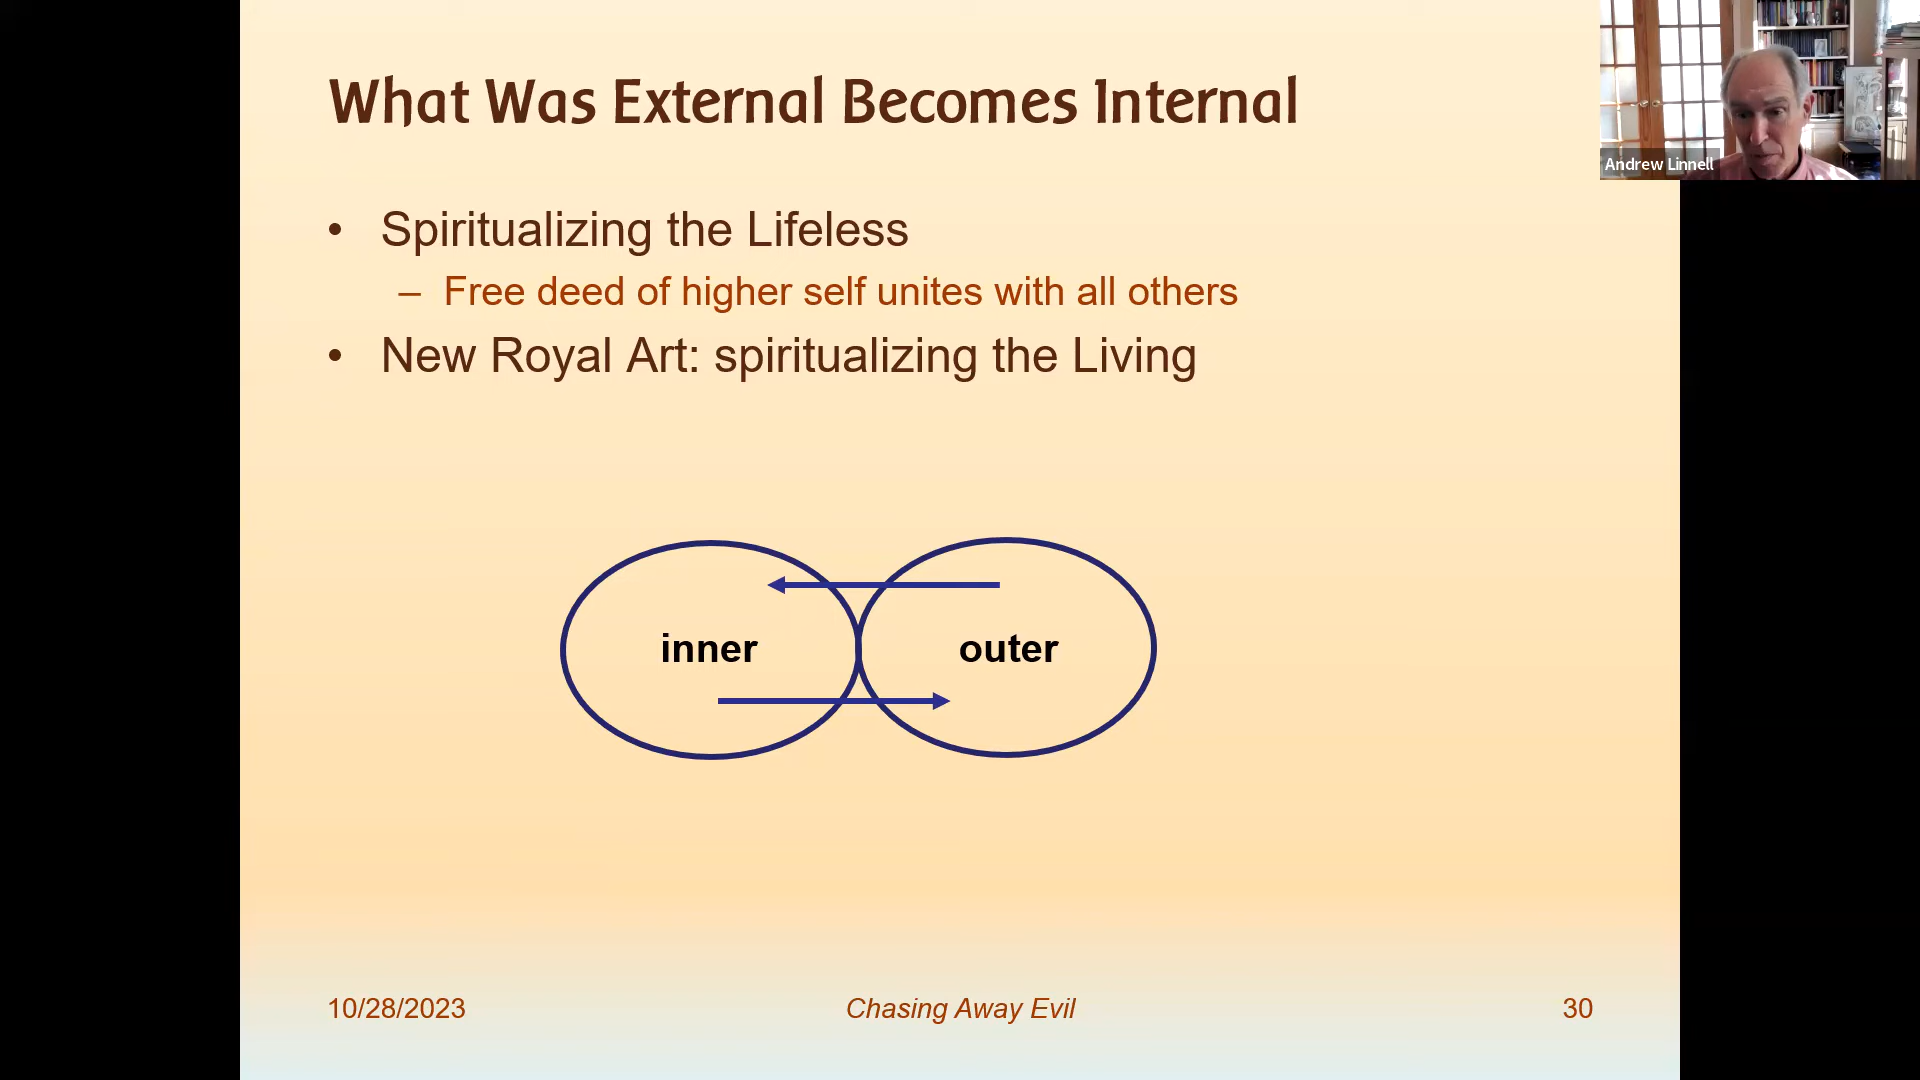 What Was External Becomes Internal
Andrew Linnell
• Spiritualizing the Lifeless
– Free deed of higher self unites with all others
• New Royal Art: spiritualizing the Living
inner
outer
10/28/2023
Chasing Away Evil
30